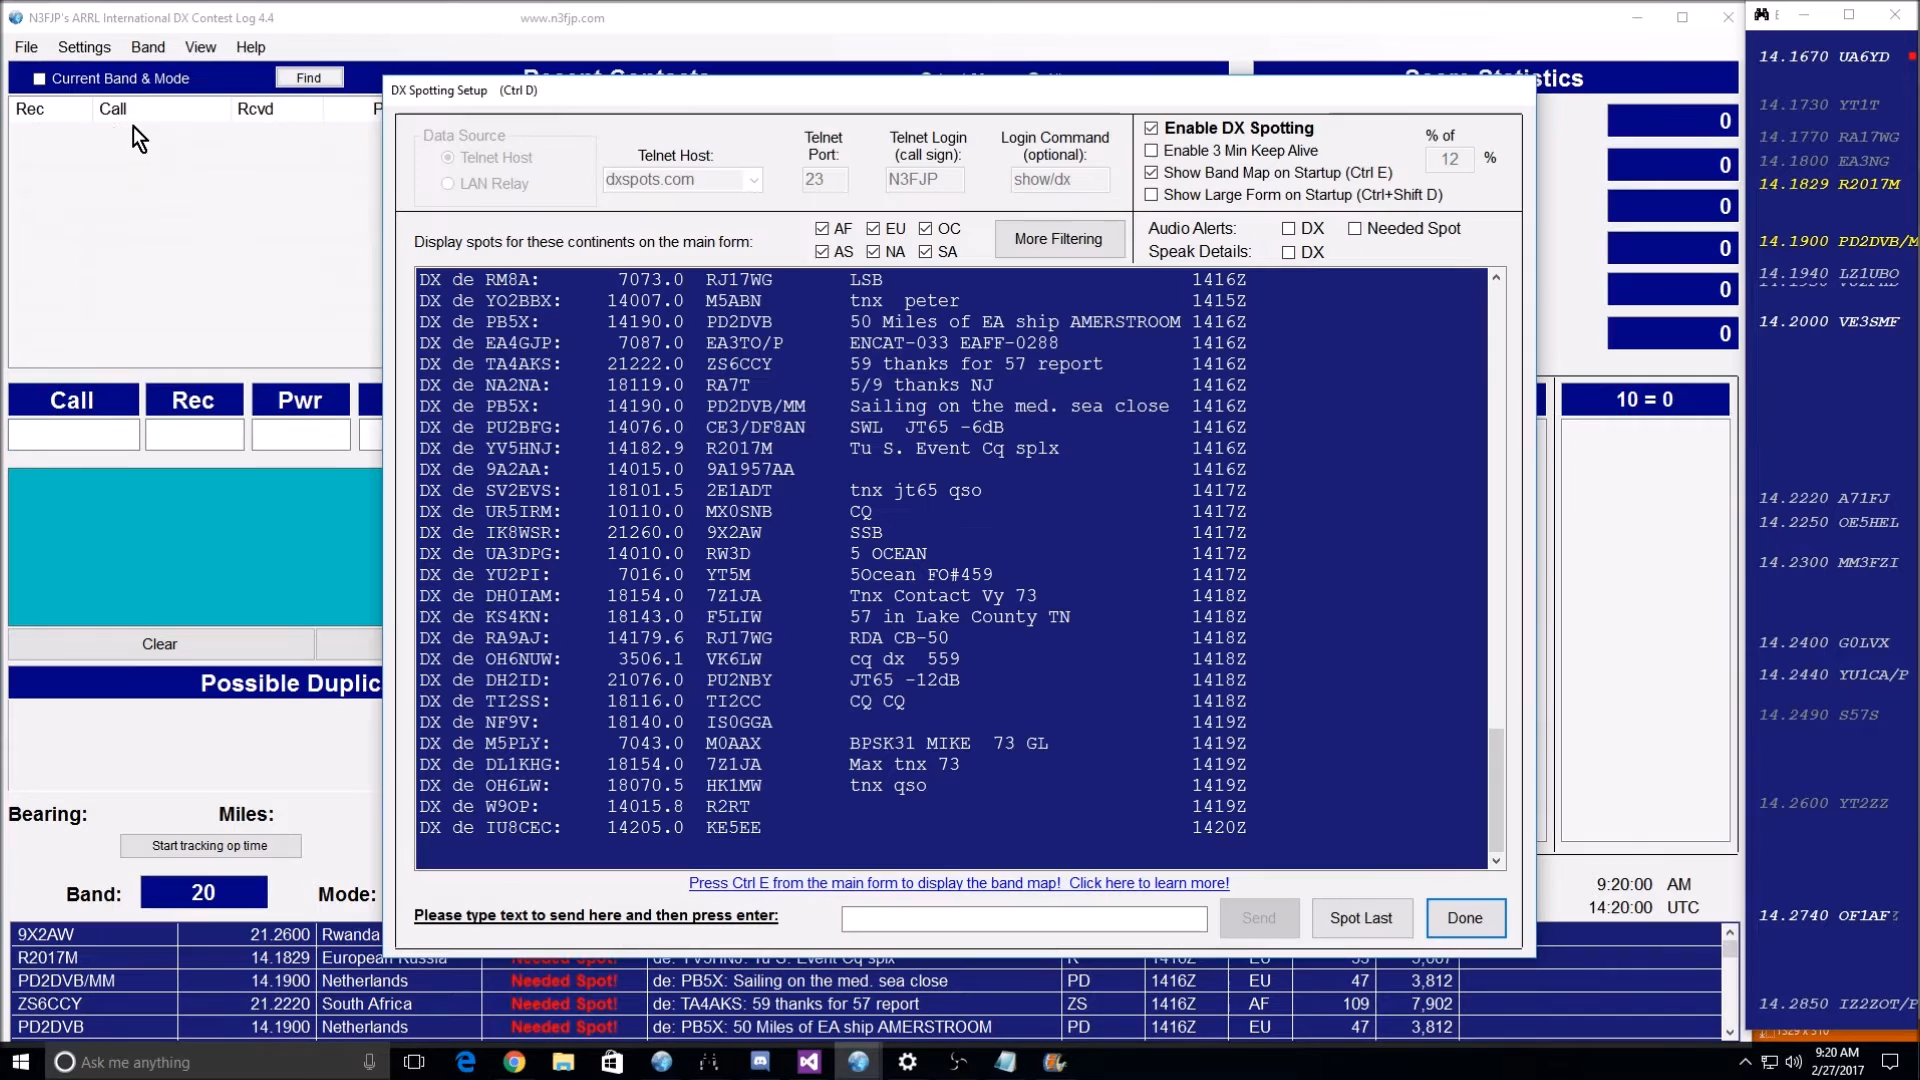 N3FJP's ARRL International DX Contest Log 4.4
www.n3fjp.com
File Settings Band View Help
Current Band & Mode
Find
Rec Call Rcvd
DX Spotting Setup (Ctrl D)
Data Source
Telnet Host
LAN Relay
Telnet Host:
dxspots.com
Telnet Port:
23
Telnet Login (call sign):
N3FJP
Login Command (optional):
show/dx
Enable DX Spotting
Enable 3 Min Keep Alive
Show Band Map on Startup (Ctrl E)
Show Large Form on Startup (Ctrl+Shift D)
% of
12 %
Display spots for these continents on the main form:
AF EU OC
AS NA SA
More Filtering
Audio Alerts: DX Needed Spot
Speak Details: DX
DX de RM8A: 7073.0 RJ17WG LSB 1416Z
DX de YO2BBX: 14007.0 M5ABN tnx peter 1415Z
DX de PB5X: 14190.0 PD2DVB 50 Miles of EA ship AMERSTROOM 1416Z
DX de EA4GJP: 7087.0 EA3TO/P ENCAT-033 EAFF-0288 1416Z
DX de TA4AKS: 21222.0 ZS6CCY 59 thanks for 57 report 1416Z
DX de NA2NA: 18119.0 RA7T 5/9 thanks NJ 1416Z
DX de PB5X: 14190.0 PD2DVB/MM Sailing on the med. sea close 1416Z
DX de PU2BFG: 14076.0 CE3/DF8AN SWL JT65 -6dB 1416Z
DX de YV5HNJ: 14182.9 R2017M Tu S. Event Cq splx 1416Z
DX de 9A2AA: 14015.0 9A1957AA 1416Z
DX de SV2EVS: 18101.5 2E1ADT tnx jt65 qso 1417Z
DX de UR5IRM: 10110.0 MX0SNB CQ 1417Z
DX de IK8WSR: 21260.0 9X2AW SSB 1417Z
DX de UA3DPG: 14010.0 RW3D 5 OCEAN 1417Z
DX de YU2PI: 7016.0 YT5M 5Ocean FO#459 1417Z
DX de DH0IAM: 18154.0 7Z1JA Tnx Contact Vy 73 1418Z
DX de KS4KN: 18143.0 F5LIW 57 in Lake County TN 1418Z
DX de RA9AJ: 14179.6 RJ17WG RDA CB-50 1418Z
DX de OH6NUW: 3506.1 VK6LW cq dx 559 1418Z
DX de DH2ID: 21076.0 PU2NBY JT65 -12dB 1418Z
DX de TI2SS: 18116.0 TI2CC CQ CQ 1418Z
DX de NF9V: 18140.0 IS0GGA 1419Z
DX de M5PLY: 7043.0 M0AAX BPSK31 MIKE 73 GL 1419Z
DX de DL1KHG: 18154.0 7Z1JA Max tnx 73 1419Z
DX de OH6LW: 18070.5 HK1MW tnx qso 1419Z
DX de W9OP: 14015.8 R2RT 1419Z
DX de IU8CEC: 14205.0 KE5EE 1420Z
Press Ctrl E from the main form to display the band map! Click here to learn more!
Please type text to send here and then press enter:
Send
Spot Last
Done
0
0
0
0
0
0
10 = 0
Call Rec Pwr
Clear
Possible Duplic
Bearing: Miles:
Start tracking op time
Band: 20 Mode:
9:20:00 AM
14:20:00 UTC
9X2AW 21.2600 Rwanda
R2017M 14.1829 European Russia
PD2DVB/MM 14.1900 Netherlands Needed Spot! de: PB5X: Sailing on the med. sea close PD 1416Z EU 47 3,812
ZS6CCY 21.2220 South Africa Needed Spot! de: TA4AKS: 59 thanks for 57 report ZS 1416Z AF 109 7,902
PD2DVB 14.1900 Netherlands Needed Spot! de: PB5X: 50 Miles of EA ship AMERSTROOM PD 1416Z EU 47 3,812
14.1670 UA6YD
14.1730 YT1T
14.1770 RA17WG
14.1800 EA3NG
14.1829 R2017M
14.1900 PD2DVB/M
14.1940 LZ1UBO
14.2000 VE3SMF
14.2220 A71FJ
14.2250 OE5HEL
14.2300 MM3FZI
14.2400 G0LVX
14.2440 YU1CA/P
14.2490 S57S
14.2600 YT2ZZ
14.2740 OF1AF
14.2850 IZ2ZOT/P
Ask me anything
9:20 AM
2/27/2017